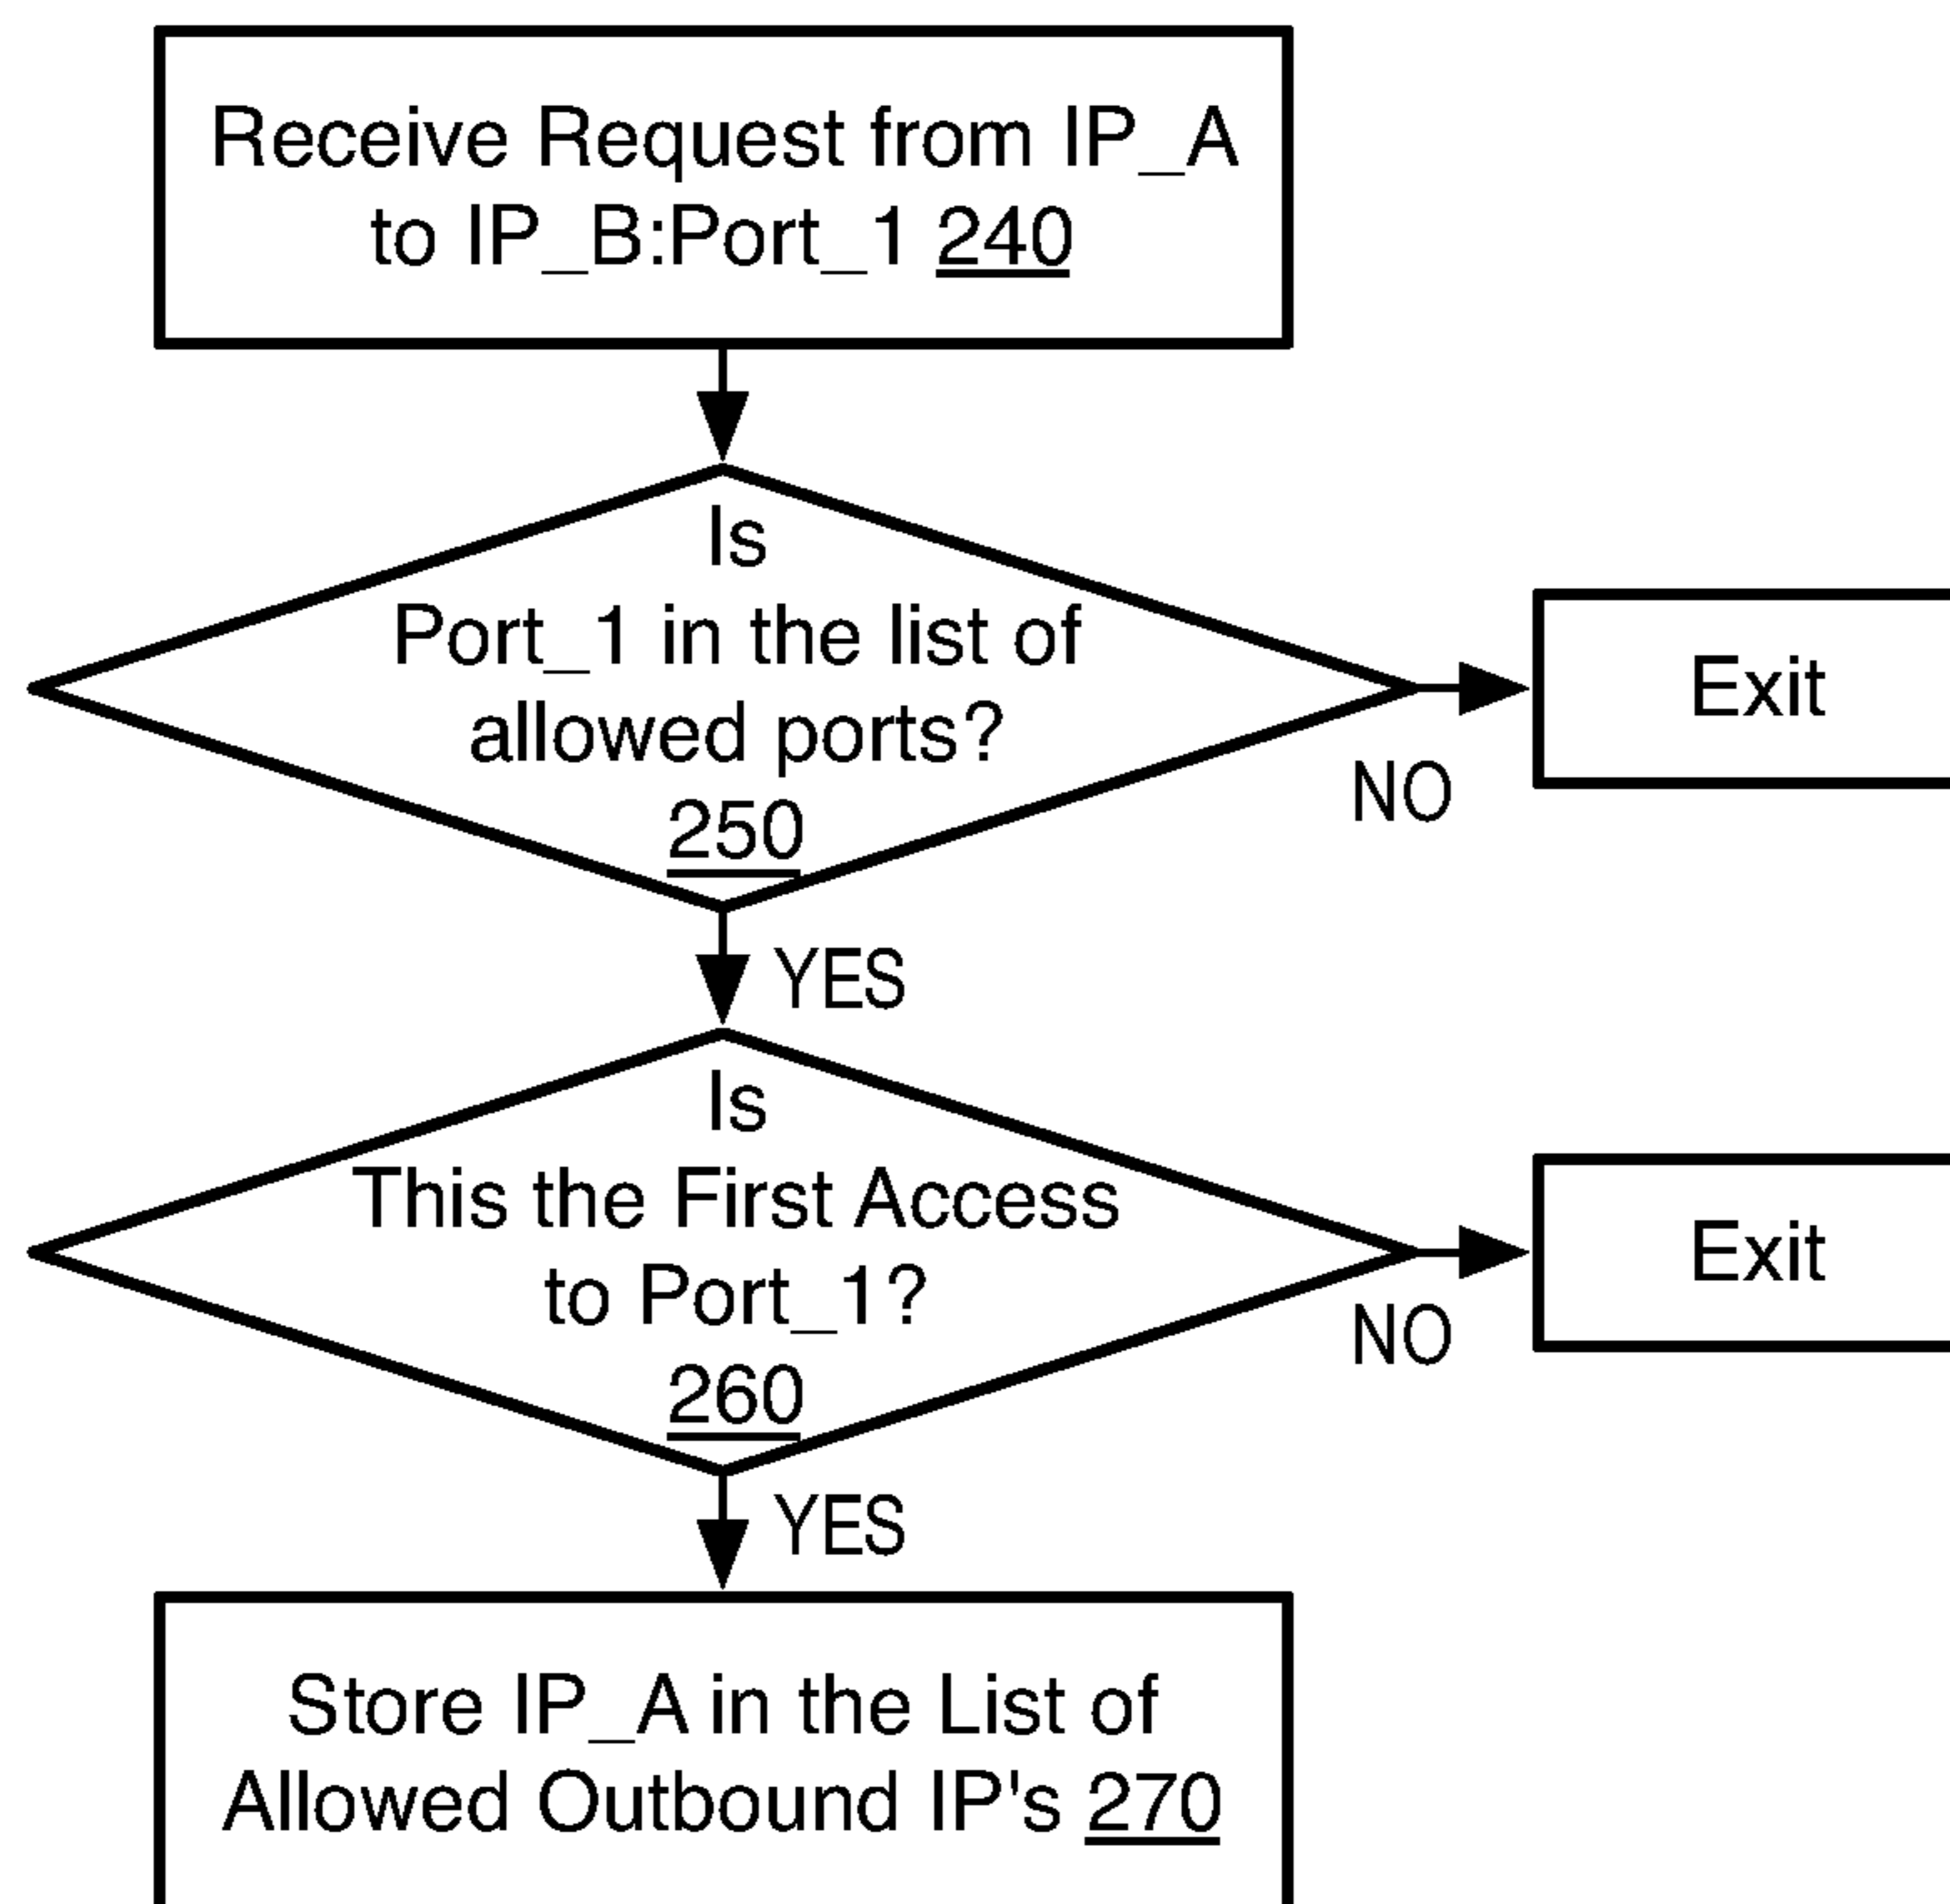 Receive Request from IP_A
to IP_B:Port_1 240
Is
Port_1 in the list of
allowed ports?
250
Exit
NO
YES
Is
This the First Access
to Port_1?
260
Exit
NO
YES
Store IP_A in the List of
Allowed Outbound IP's 270